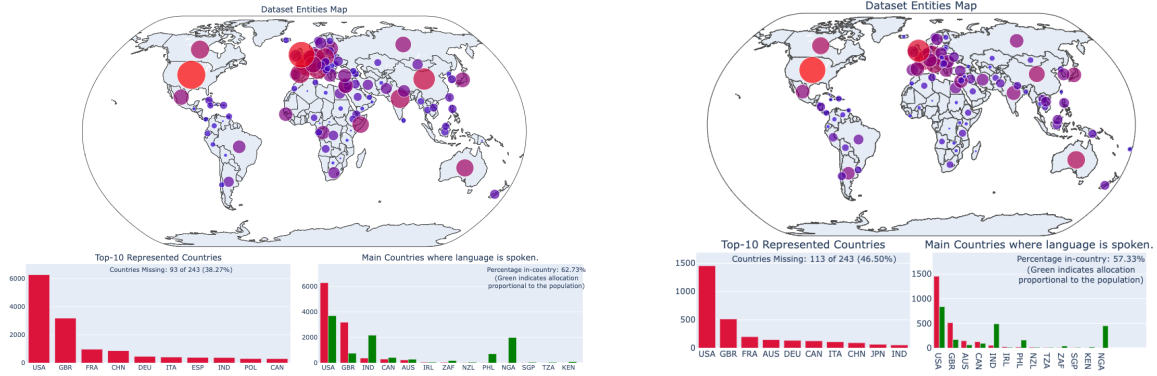 Dataset Entities Map
Top-10 Represented Countries
Countries Missing: 93 of 243 (38.27%)
6000
4000
2000
0
USA GBR FRA CHN DEU ITA ESP IND POL CAN
Main Countries where language is spoken.
Percentage in-country: 62.73%
(Green indicates allocation
proportional to the population)
6000
4000
2000
0
USA GBR IND CAN AUS IRL ZAF NZL PHL NGA SGP TZA KEN
Dataset Entities Map
Top-10 Represented Countries
Countries Missing: 113 of 243 (46.50%)
1500
1000
500
0
USA GBR FRA AUS DEU CAN ITA CHN JPN IND
Main Countries where language is spoken.
Percentage in-country: 57.33%
(Green indicates allocation
proportional to the population)
1500
1000
500
0
USA GBR AUS CAN IND IRL PHL NZL TZA ZAF SGP KEN NGA